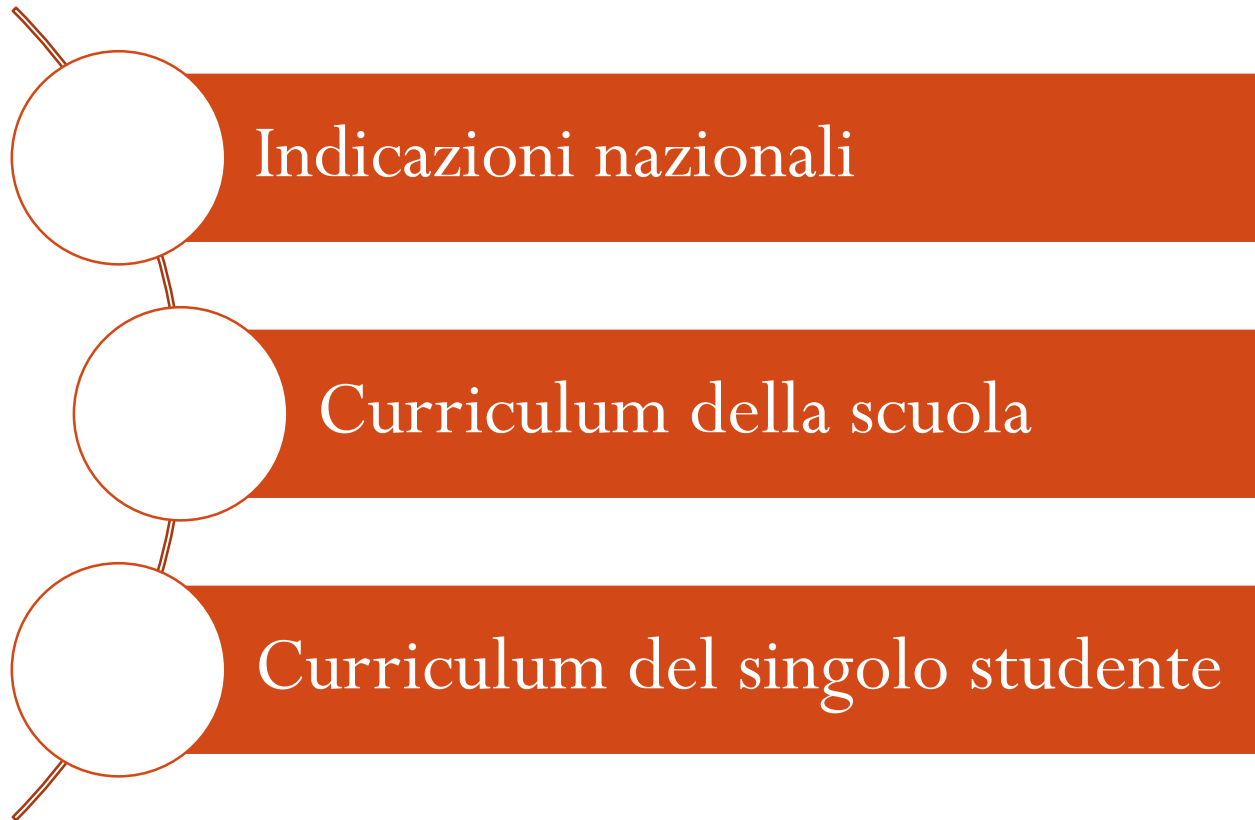 Indicazioni nazionali
Curriculum della scuola
Curriculum del singolo studente